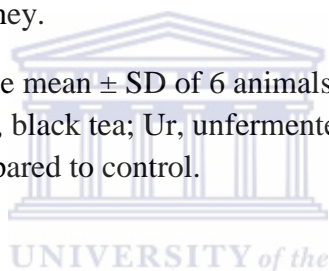 ney.
e mean ± SD of 6 animals
, black tea; Ur, unfermente
pared to control.
UNIVERSITY of the